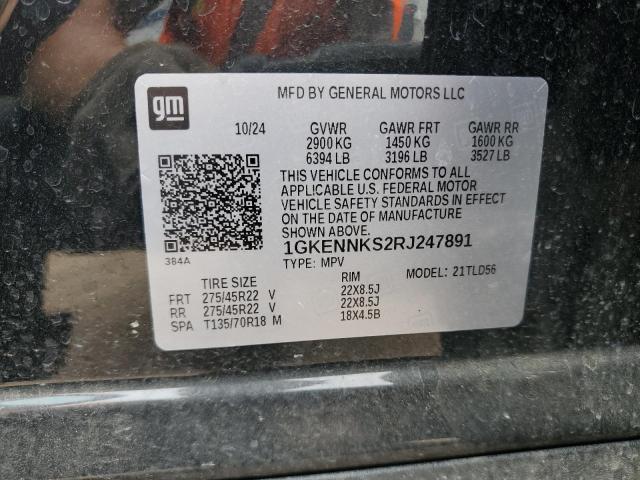 gm
MFD BY GENERAL MOTORS LLC
10/24 GVWR GAWR FRT GAWR RR
2900 KG 1450 KG 1600 KG
6394 LB 3196 LB 3527 LB
THIS VEHICLE CONFORMS TO ALL
APPLICABLE U.S. FEDERAL MOTOR
VEHICLE SAFETY STANDARDS IN EFFECT
ON THE DATE OF MANUFACTURE
SHOWN ABOVE.
384A
1GKENNKS2RJ247891
TYPE: MPV MODEL: 21TLD56
TIRE SIZE RIM
FRT 275/45R22 V 22X8.5J
RR 275/45R22 V 22X8.5J
SPA T135/70R18 M 18X4.5B